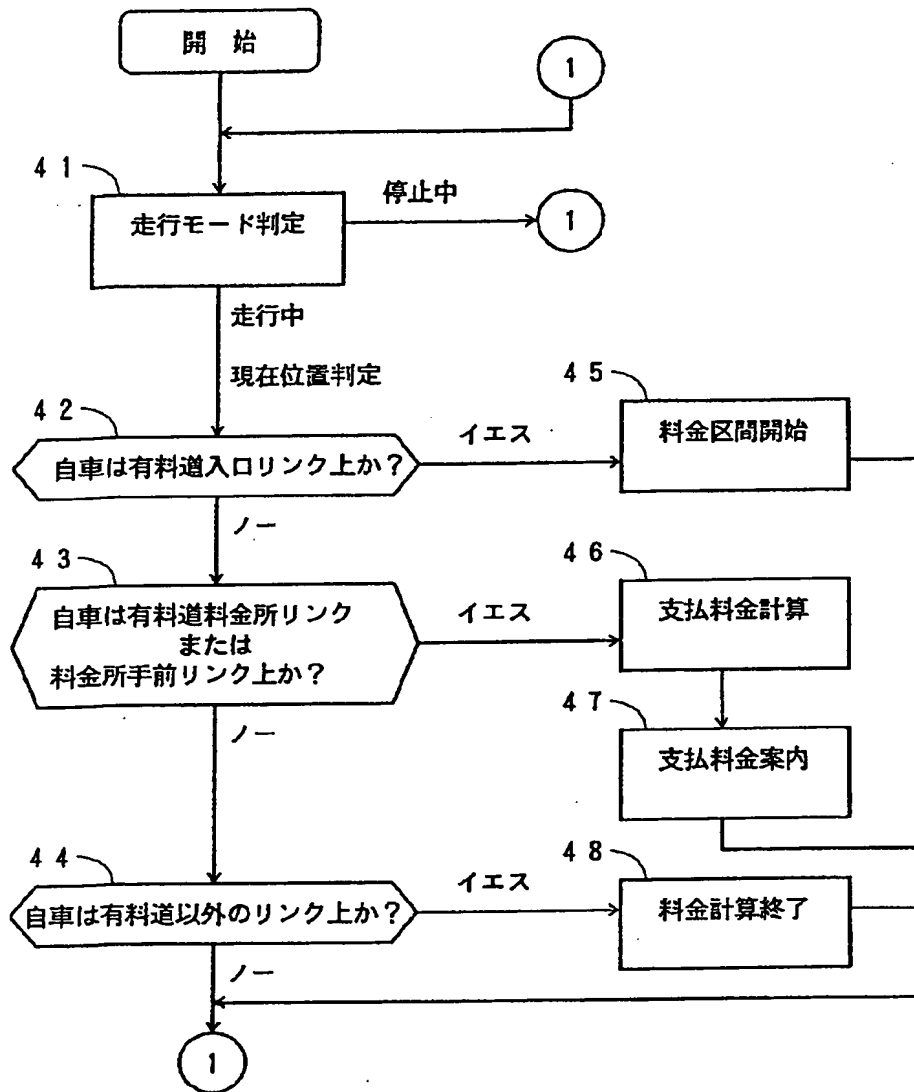 開 始
1
41
走行モード判定
停止中
1
走行中
現在位置判定
42
自車は有料道入口リンク上か?
イエス
45
料金区間開始
ノー
43
自車は有料道料金所リンク
または
料金所手前リンク上か?
イエス
46
支払料金計算
47
支払料金案内
ノー
44
自車は有料道以外のリンク上か?
イエス
48
料金計算終了
ノー
1